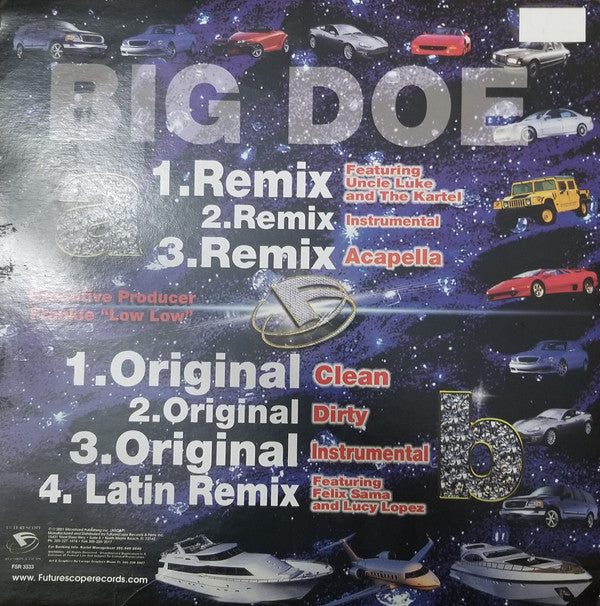 BIG DOE
a
1.Remix Featuring
Uncle Luke
and The Kartel
2.Remix Instrumental
3.Remix Acapella
Executive Producer
Frankie "Low Low"
F
1.Original Clean
2.Original Dirty
3.Original Instrumental
b
4. Latin Remix Featuring
Felix Sama
and Lucy Lopez
FSR 3333
www. Futurescoperecords.com